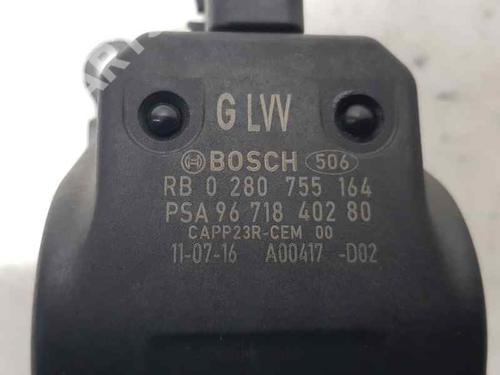 G LVV
BOSCH 506
RB 0 280 755 164
PSA 96 718 402 80
CAPP23R-CEM 00
11-07-16 A00417 -D02